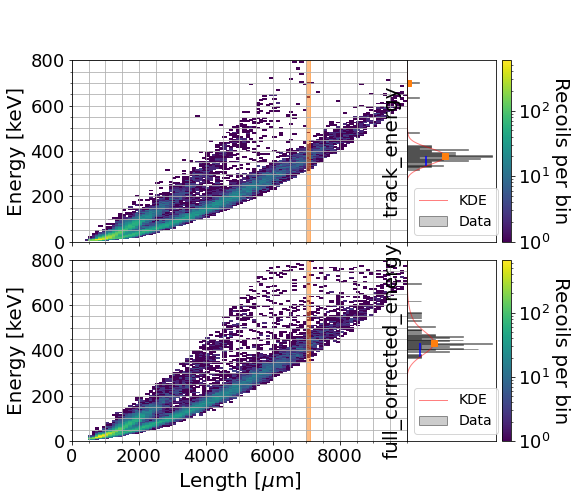 800
600
400
200
0
Energy [keV]
track_energy
KDE
Data
10²
10¹
10⁰
Recoils per bin
800
600
400
200
0
Energy [keV]
full_corrected_energy
KDE
Data
10²
10¹
10⁰
Recoils per bin
0 2000 4000 6000 8000
Length [μm]